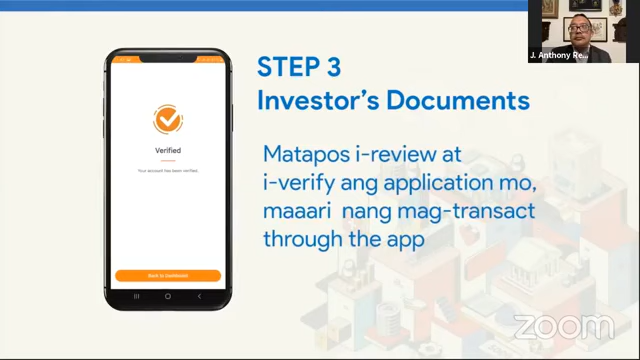 STEP 3
Investor's Documents
Matapos i-review at
i-verify ang application mo,
maaari nang mag-transact
through the app
Verified
Your account has been verified.
Back to Dashboard
J. Anthony Re...
zoom